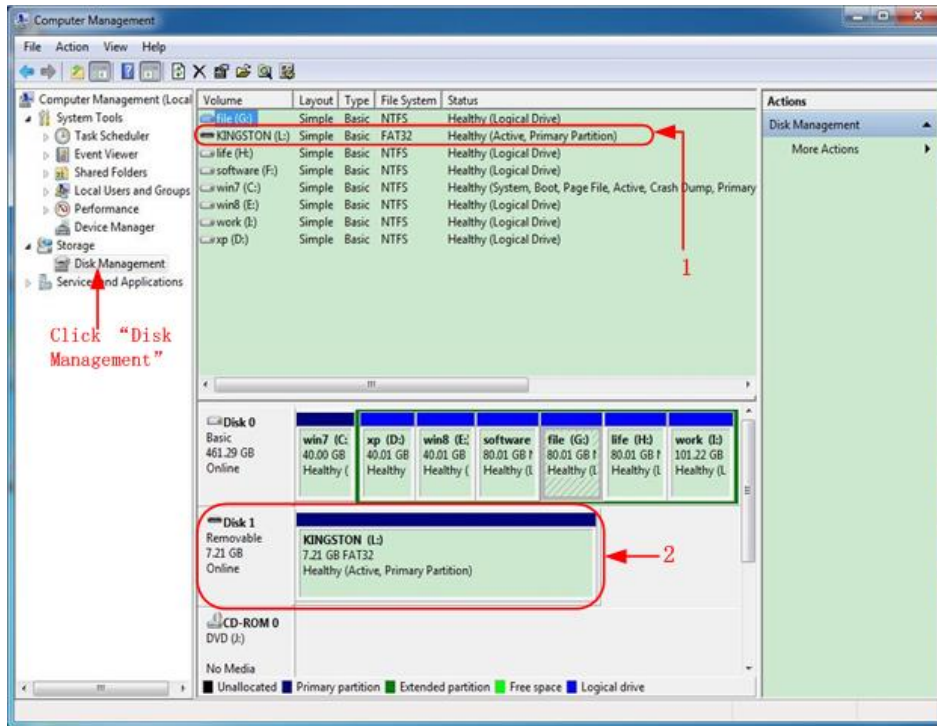 Computer Management
File Action View Help
Computer Management (Local
System Tools
Task Scheduler
Event Viewer
Shared Folders
Local Users and Groups
Performance
Device Manager
Storage
Disk Management
Services and Applications
Click “Disk
Management”
Volume Layout Type File System Status
file (G:) Simple Basic NTFS Healthy (Logical Drive)
KINGSTON (L:) Simple Basic FAT32 Healthy (Active, Primary Partition)
life (H:) Simple Basic NTFS Healthy (Logical Drive)
software (F:) Simple Basic NTFS Healthy (Logical Drive)
win7 (C:) Simple Basic NTFS Healthy (System, Boot, Page File, Active, Crash Dump, Primary
win8 (E:) Simple Basic NTFS Healthy (Logical Drive)
work (I:) Simple Basic NTFS Healthy (Logical Drive)
xp (D:) Simple Basic NTFS Healthy (Logical Drive)
1
Actions
Disk Management
More Actions
Disk 0
Basic
461.29 GB
Online
win7 (C: xp (D:) win8 (E: software file (G:) life (H:) work (I:)
40.00 GB 40.01 GB 40.01 GB 80.01 GB N 80.01 GB N 80.01 GB N 101.22 GB
Healthy ( Healthy Healthy ( Healthy (L Healthy (L Healthy (L Healthy (L
Disk 1
Removable
7.21 GB
Online
KINGSTON (L:)
7.21 GB FAT32
Healthy (Active, Primary Partition)
2
CD-ROM 0
DVD (J:)
No Media
Unallocated Primary partition Extended partition Free space Logical drive